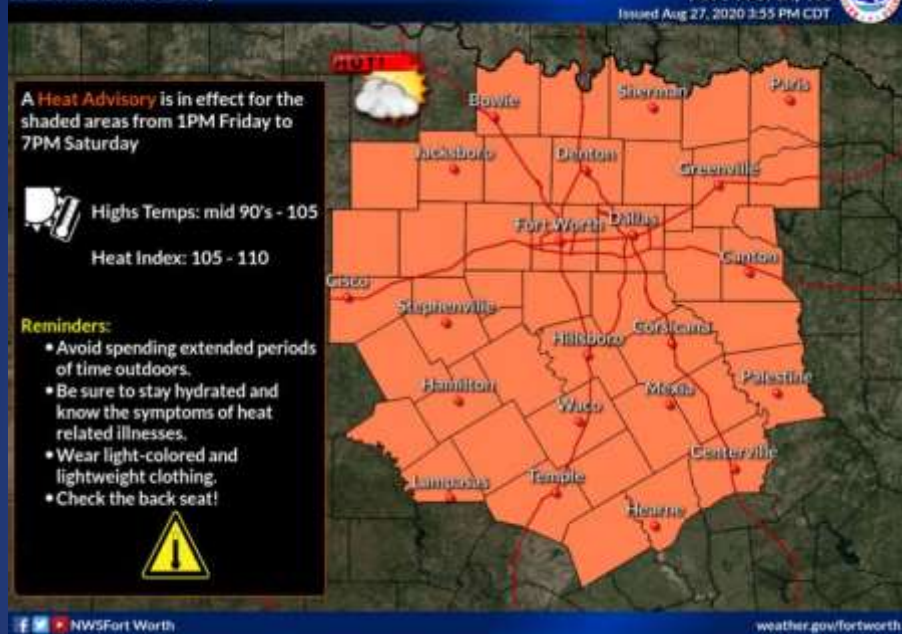 Issued Aug 27, 2020 3:55 PM CDT
A Heat Advisory is in effect for the
shaded areas from 1PM Friday to
7PM Saturday
Highs Temps: mid 90's - 105
Heat Index: 105 - 110
Reminders:
• Avoid spending extended periods
of time outdoors.
• Be sure to stay hydrated and
know the symptoms of heat
related illnesses.
• Wear light-colored and
lightweight clothing.
• Check the back seat!
HOT!
Bowie
Sherman
Paris
Jacksboro
Denton
Greenville
Fort Worth
Dallas
Canton
Cisco
Stephenville
Hillsboro
Corsicana
Hamilton
Waco
Mexia
Palestine
Lampasas
Temple
Centerville
Hearne
NWSFort Worth
weather.gov/fortworth